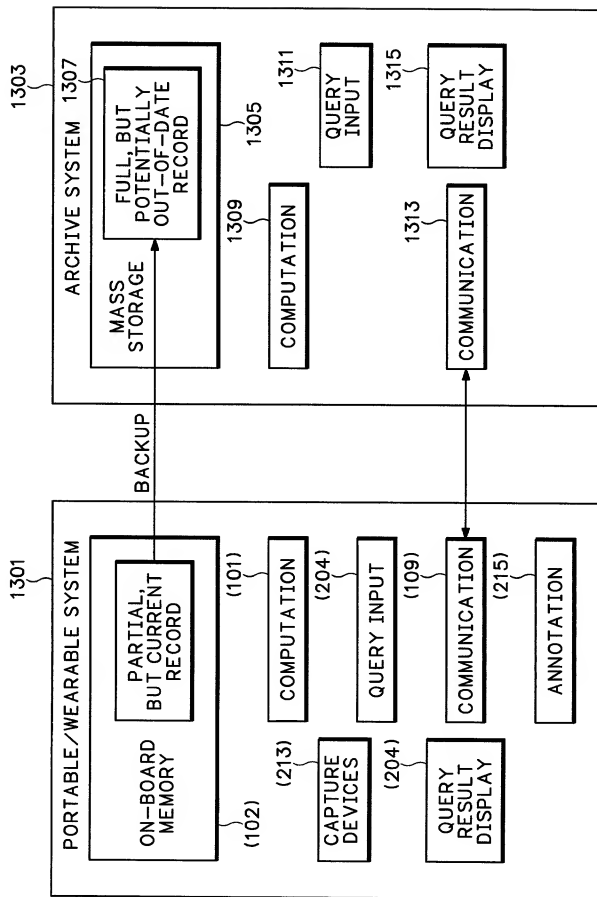 1301
PORTABLE/WEARABLE SYSTEM
ON-BOARD
MEMORY
PARTIAL,
BUT CURRENT
RECORD
(102)
(101)
COMPUTATION
(213)
CAPTURE
DEVICES
(204)
QUERY INPUT
(204)
QUERY
RESULT
DISPLAY
(109)
COMMUNICATION
(215)
ANNOTATION
BACKUP
1303
ARCHIVE SYSTEM
MASS
STORAGE
1307
FULL, BUT
POTENTIALLY
OUT-OF-DATE
RECORD
1305
1309
COMPUTATION
1311
QUERY
INPUT
1313
COMMUNICATION
1315
QUERY
RESULT
DISPLAY